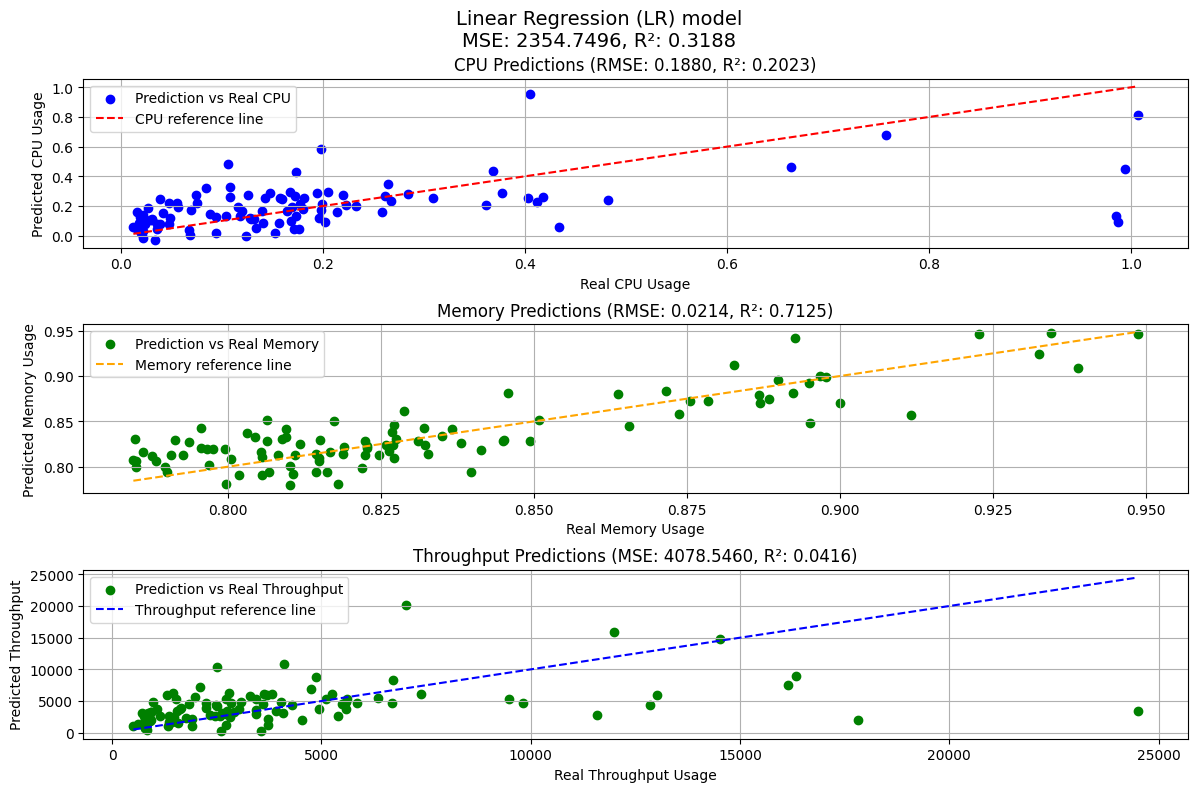 Linear Regression (LR) model
MSE: 2354.7496, R²: 0.3188
CPU Predictions (RMSE: 0.1880, R²: 0.2023)
Predicted CPU Usage
1.0
0.8
0.6
0.4
0.2
0.0
Prediction vs Real CPU
CPU reference line
0.0 0.2 0.4 0.6 0.8 1.0
Real CPU Usage
Memory Predictions (RMSE: 0.0214, R²: 0.7125)
Predicted Memory Usage
0.95
0.90
0.85
0.80
Prediction vs Real Memory
Memory reference line
0.800 0.825 0.850 0.875 0.900 0.925 0.950
Real Memory Usage
Throughput Predictions (MSE: 4078.5460, R²: 0.0416)
Predicted Throughput
25000
20000
15000
10000
5000
0
Prediction vs Real Throughput
Throughput reference line
0 5000 10000 15000 20000 25000
Real Throughput Usage